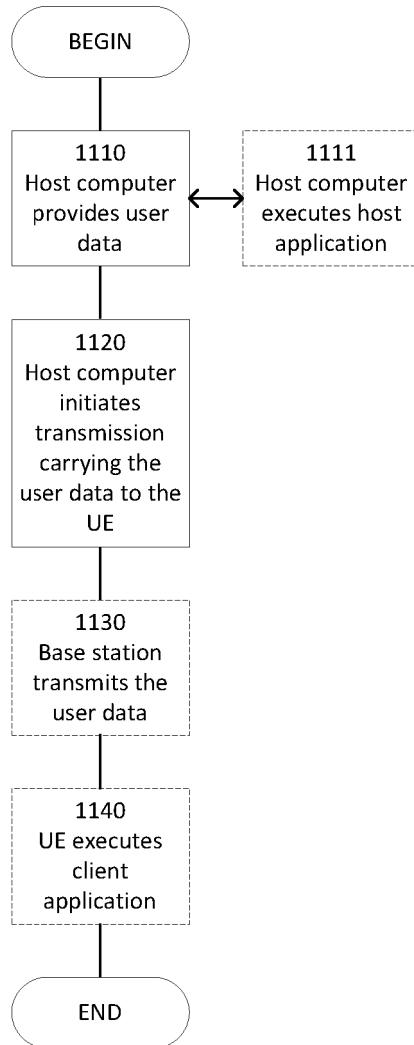 BEGIN
1110
Host computer
provides user
data
1111
Host computer
executes host
application
1120
Host computer
initiates
transmission
carrying the
user data to the
UE
1130
Base station
transmits the
user data
1140
UE executes
client
application
END